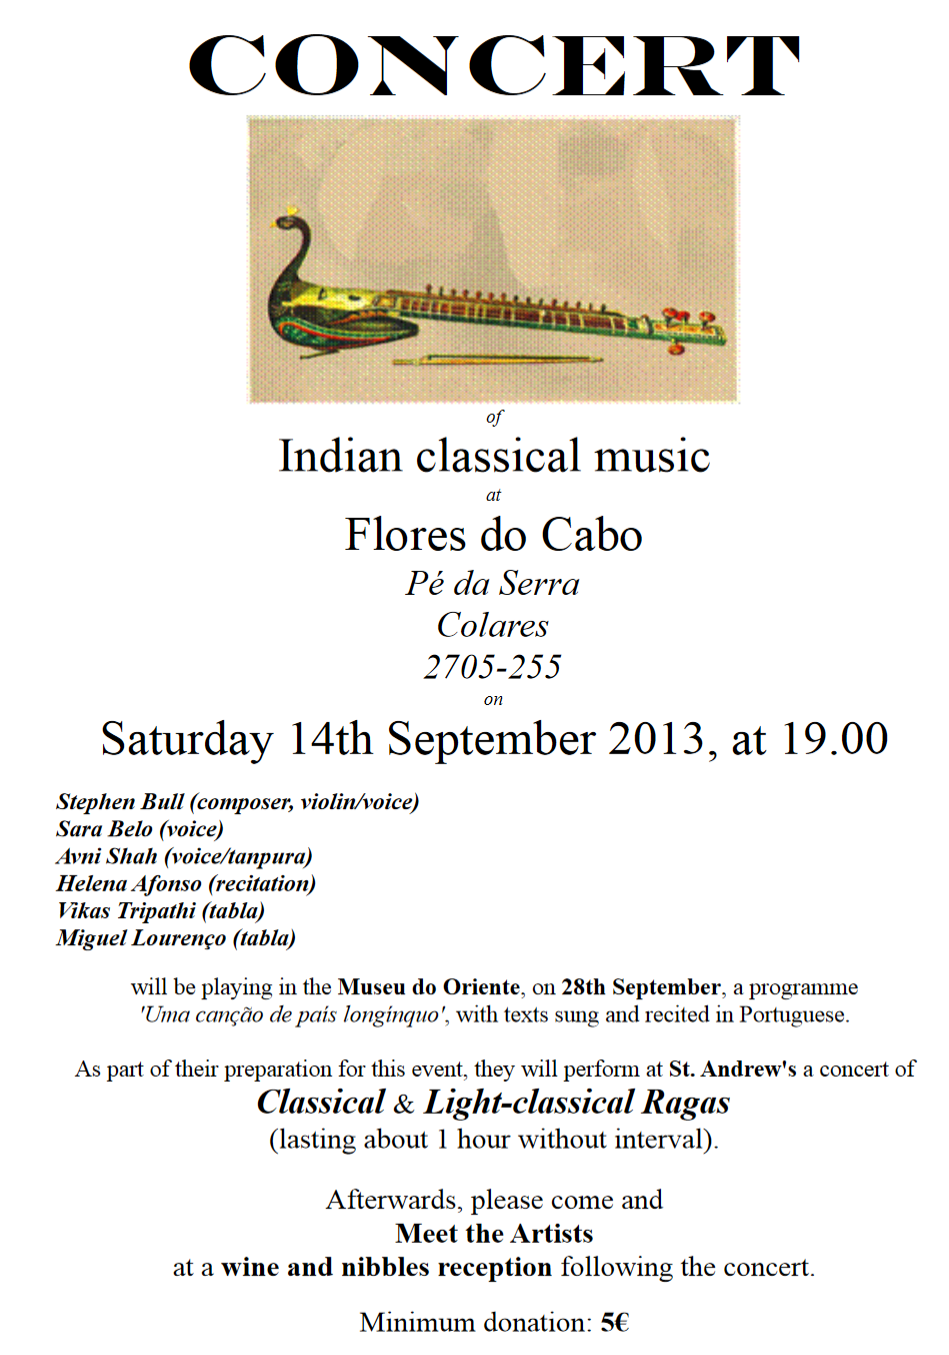 CONCERT
of
Indian classical music
at
Flores do Cabo
Pé da Serra
Colares
2705-255
on
Saturday 14th September 2013, at 19.00
Stephen Bull (composer, violin/voice)
Sara Belo (voice)
Avni Shah (voice/tanpura)
Helena Afonso (recitation)
Vikas Tripathi (tabla)
Miguel Lourenço (tabla)
will be playing in the Museu do Oriente, on 28th September, a programme
'Uma canção de país longínquo', with texts sung and recited in Portuguese.
As part of their preparation for this event, they will perform at St. Andrew's a concert of
Classical & Light-classical Ragas
(lasting about 1 hour without interval).
Afterwards, please come and
Meet the Artists
at a wine and nibbles reception following the concert.
Minimum donation: 5€